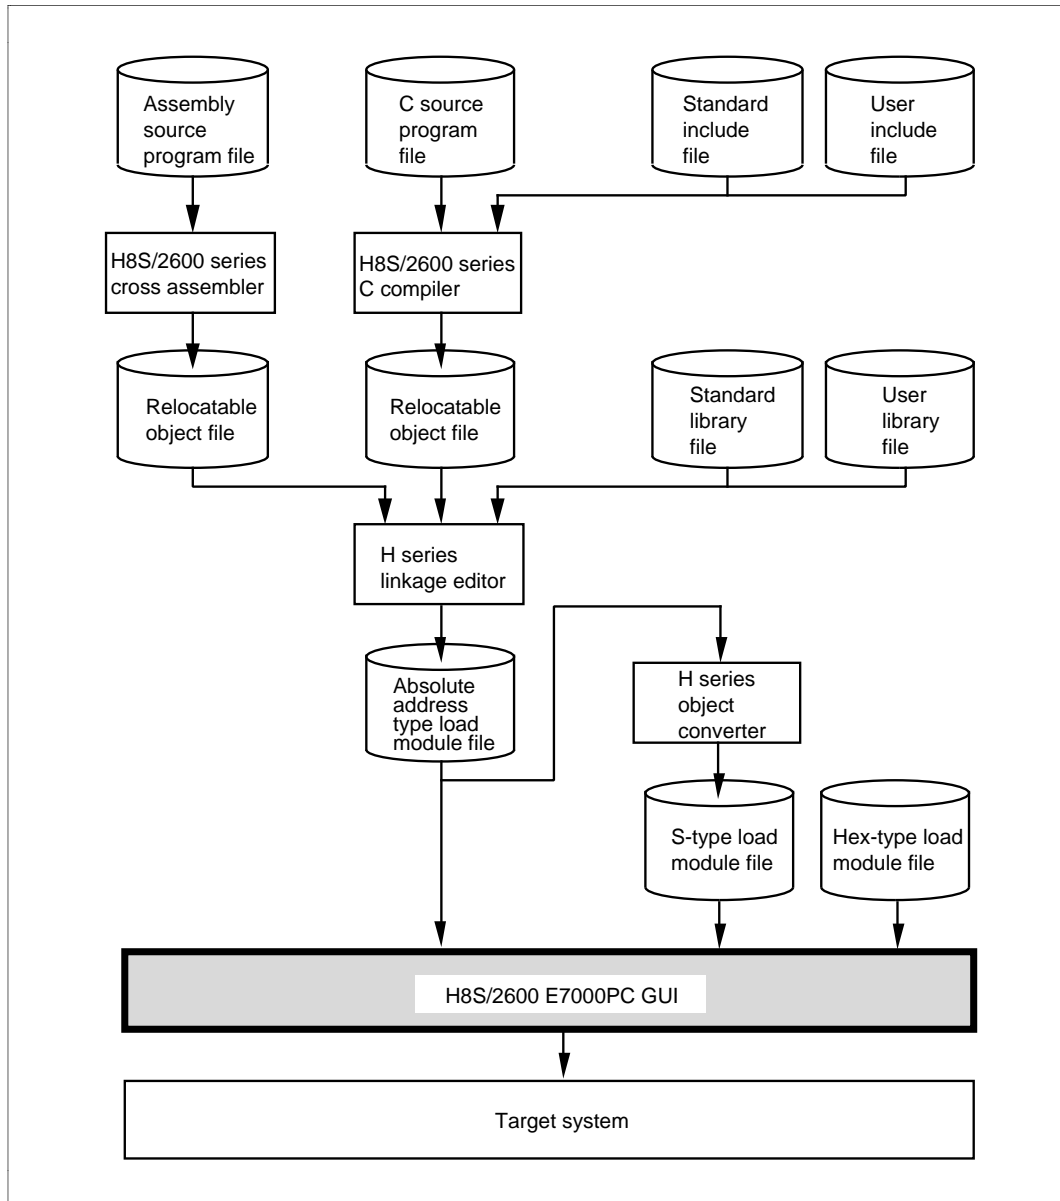 Assembly
source
program file
C source
program
file
Standard
include file
file
User
include file
file
H8S/2600 series
cross assembler
H8S/2600 series
C compiler
Relocatable
object file
Relocatable
object file
Standard
library
file
User
library
file
H series
linkage editor
Absolute
address
type load
module file
H series
object
converter
S-type load
module file
Hex-type load
module file
H8S/2600 E7000PC GUI
Target system